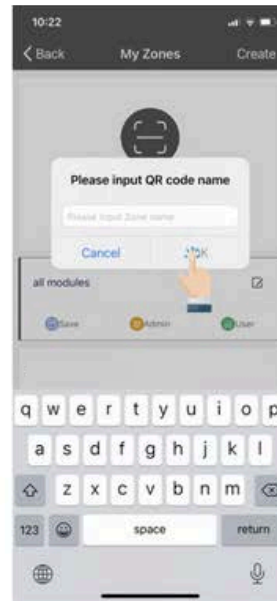 10:22
Back My Zones Create
Please input QR code name
Please input Zone name
Cancel OK
all modules
Save Admin User
q w e r t y u i o p
a s d f g h j k l
z x c v b n m
123 space return